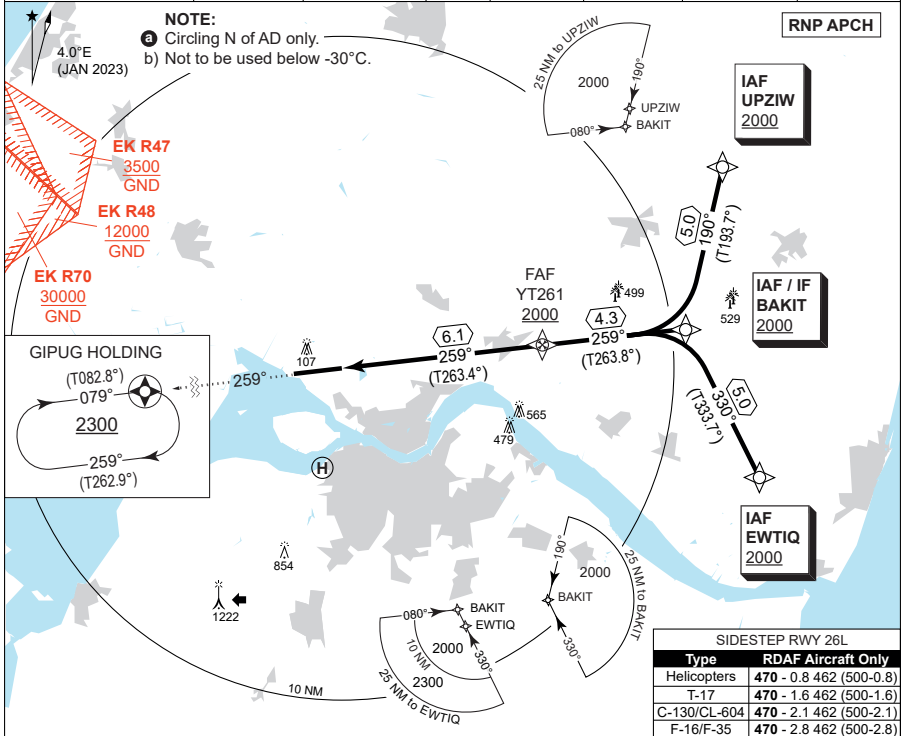 NOTE:
a Circling N of AD only.
b) Not to be used below -30°C.
RNP APCH
4.0°E
(JAN 2023)
EK R47
3500
GND
EK R48
12000
GND
EK R70
30000
GND
25 NM to UPZIW
2000
190°
UPZIW
BAKIT
080°
IAF
UPZIW
2000
5.0
190°
(T193.7°)
IAF / IF
BAKIT
2000
499
529
FAF
YT261
2000
4.3
259°
(T263.8°)
6.1
259°
(T263.4°)
107
259°
GIPUG HOLDING
(T082.8°)
079°
2300
259°
(T262.9°)
5.0
330°
(T333.7°)
IAF
EWTIQ
2000
565
479
H
854
1222
10 NM
190°
2000
BAKIT
330°
25 NM to BAKIT
080°
BAKIT
EWTIQ
2000
10 NM
2300
330°
25 NM to EWTIQ
SIDESTEP RWY 26L
Type RDAF Aircraft Only
Helicopters 470 - 0.8 462 (500-0.8)
T-17 470 - 1.6 462 (500-1.6)
C-130/CL-604 470 - 2.1 462 (500-2.1)
F-16/F-35 470 - 2.8 462 (500-2.8)